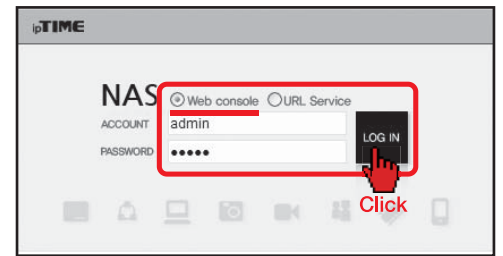 ipTIME
NAS Web console URL Service
ACCOUNT admin
LOG IN
PASSWORD •••••
Click